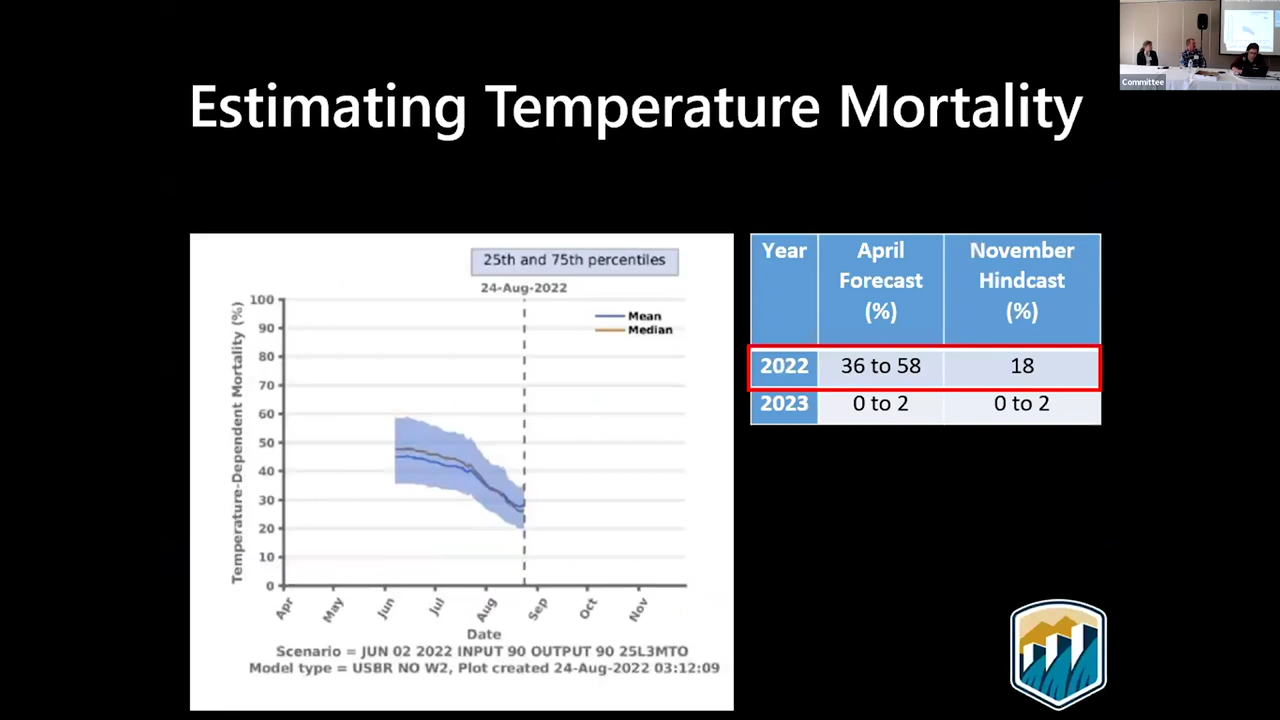 Committee
Estimating Temperature Mortality
25th and 75th percentiles
24-Aug-2022
Mean
Median
Temperature-Dependent Mortality (%)
100
90
80
70
60
50
40
30
20
10
0
Apr
May
Jun
Jul
Aug
Sep
Oct
Nov
Date
Scenario = JUN 02 2022 INPUT 90 OUTPUT 90 25L3MTO
Model type = USBR NO W2, Plot created 24-Aug-2022 03:12:09
Year April Forecast (%) November Hindcast (%)
2022 36 to 58 18
2023 0 to 2 0 to 2